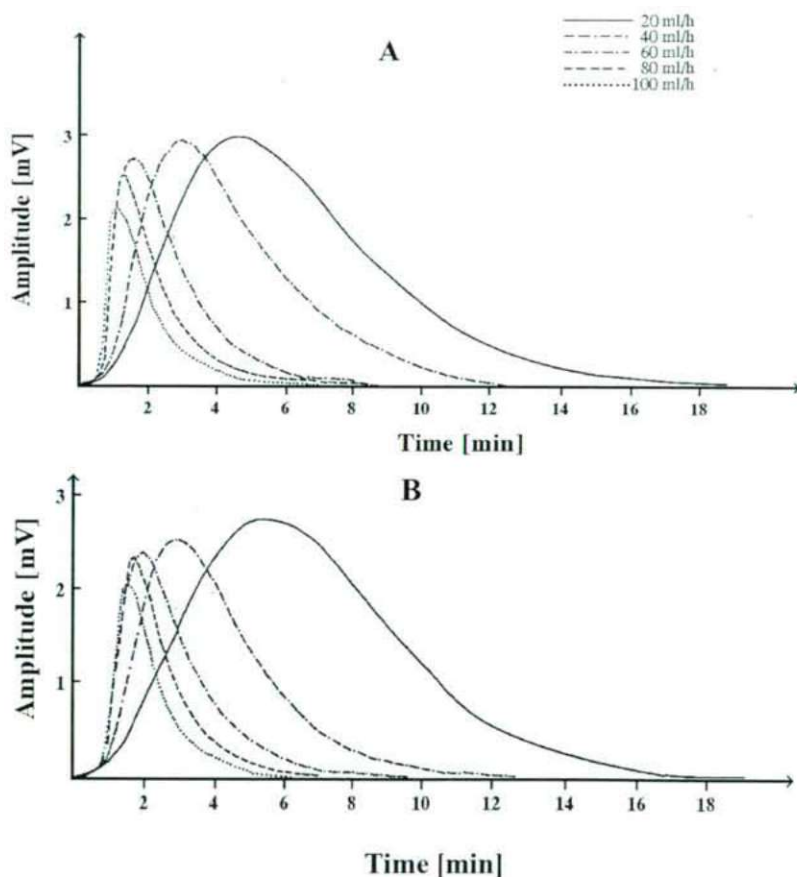 20 ml/h
40 ml/h
60 ml/h
80 ml/h
100 ml/h
A
3
2
1
Amplitude [mV]
2 4 6 8 10 12 14 16 18
Time [min]
B
3
2
1
Amplitude [mV]
2 4 6 8 10 12 14 16 18
Time [min]